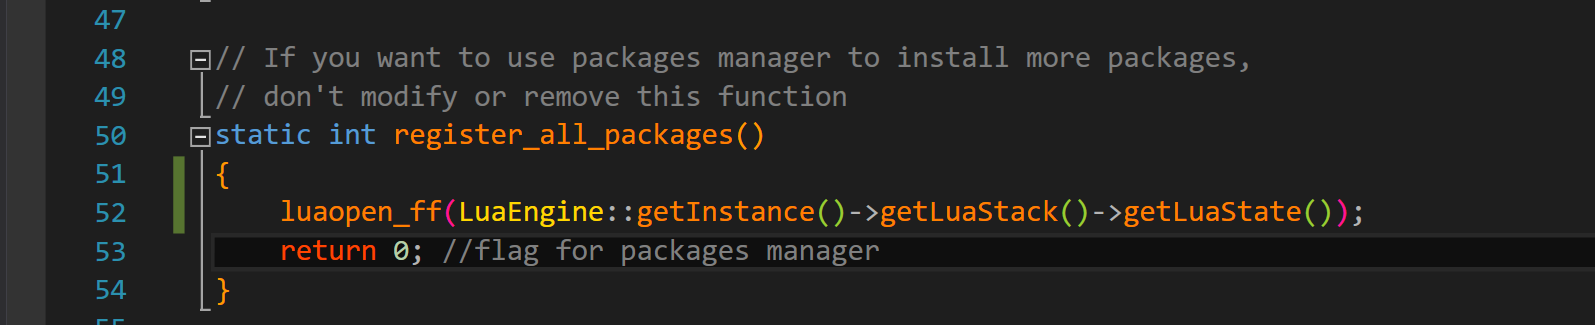 47
48 // If you want to use packages manager to install more packages,
49 // don't modify or remove this function
50 static int register_all_packages()
51 {
52 luaopen_ff(LuaEngine::getInstance()->getLuaStack()->getLuaState());
53 return 0; //flag for packages manager
54 }